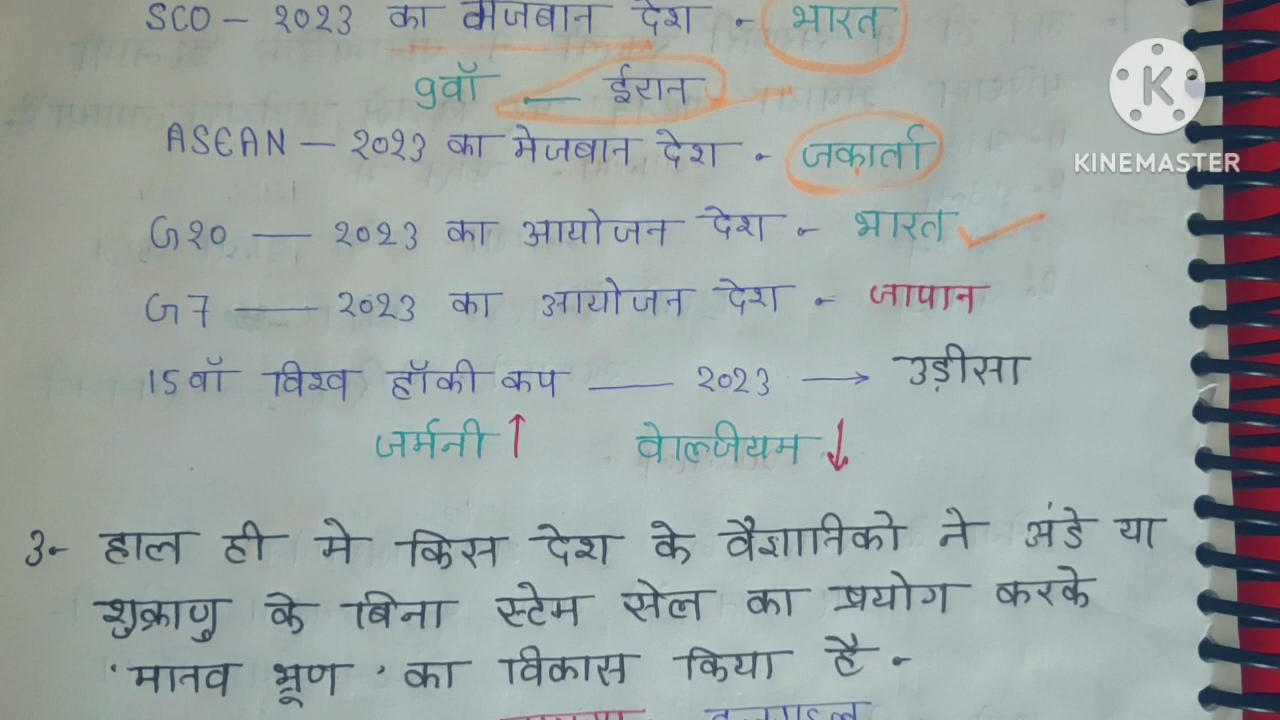 SCO - 2023 का मेजबान देश - भारत
9वॉ — ईरान
ASEAN - 2023 का मेजबान देश - जकार्ता
G20 — 2023 का आयोजन देश - भारत
G7 — 2023 का आयोजन देश - जापान
15वॉ विश्व हॉकी कप — 2023 → उड़ीसा
जर्मनी ↑ वेल्जीयम ↓
3- हाल ही मे किस देश के वैज्ञानिको ने अंडे या
शुक्राणु के बिना स्टेम सेल का प्रयोग करके
'मानव भ्रूण' का विकास किया है -
K
KINEMASTER